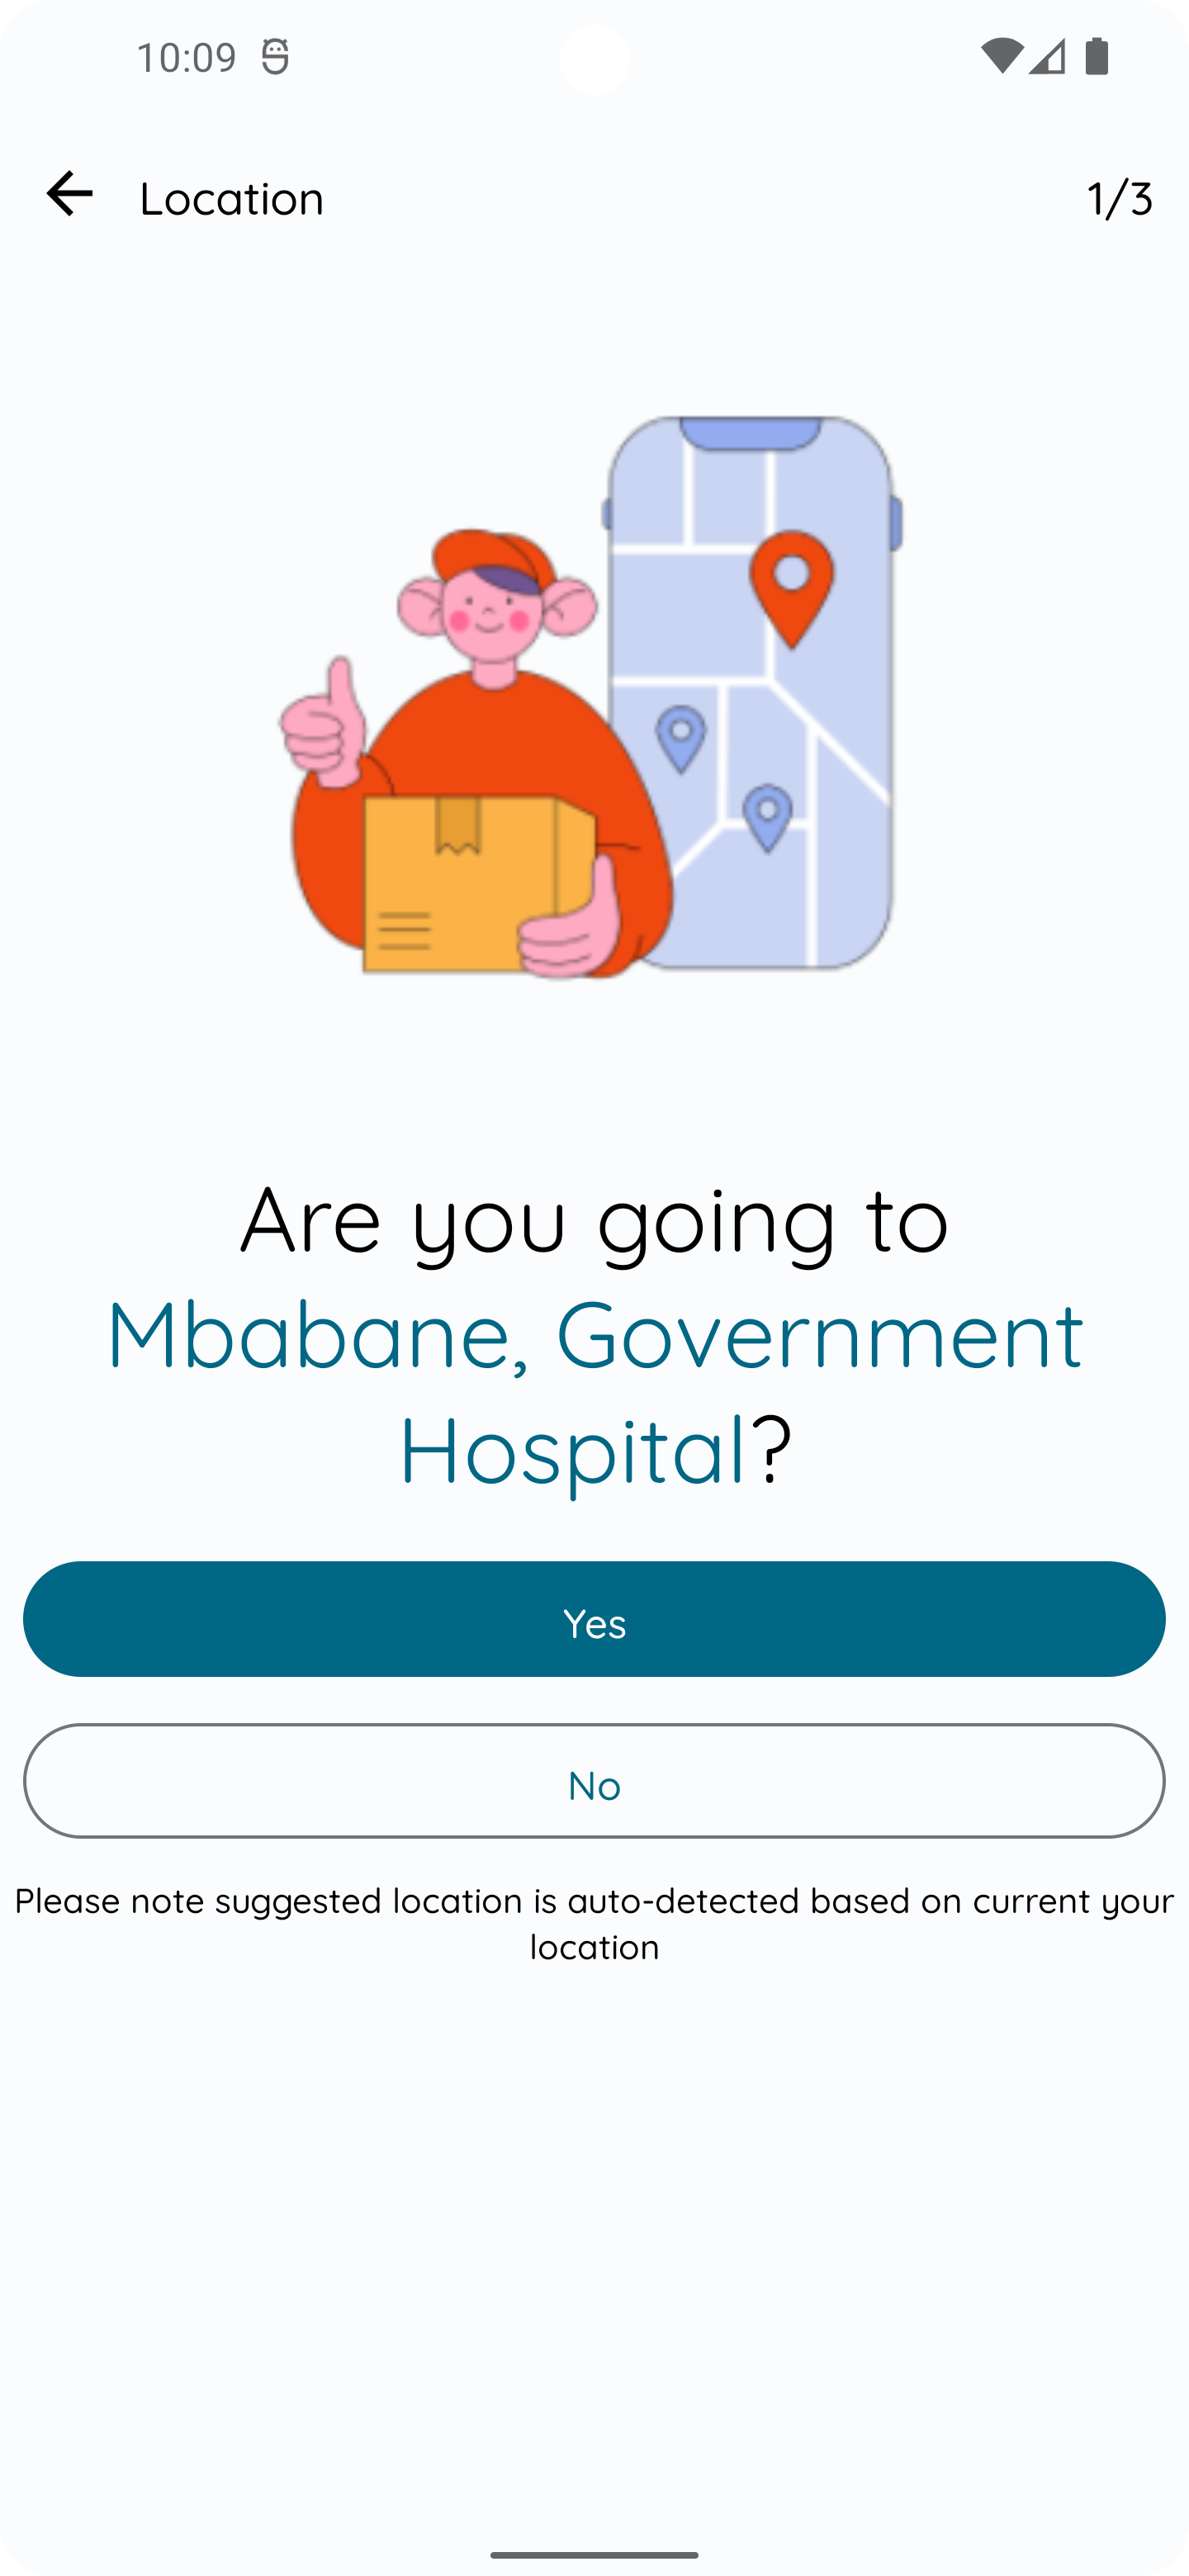 10:09
Location
1/3
Are you going to
Mbabane, Government
Hospital?
Yes
No
Please note suggested location is auto-detected based on current your
location